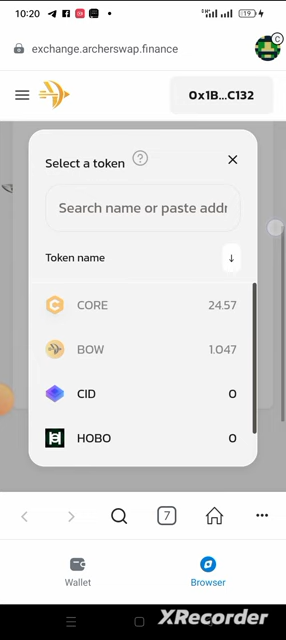 10:20
19
exchange.archerswap.finance
C
0x1B...C132
Select a token ?
Search name or paste addr
Token name
CORE 24.57
BOW 1.047
CID 0
HOBO 0
7
Wallet Browser
XRecorder